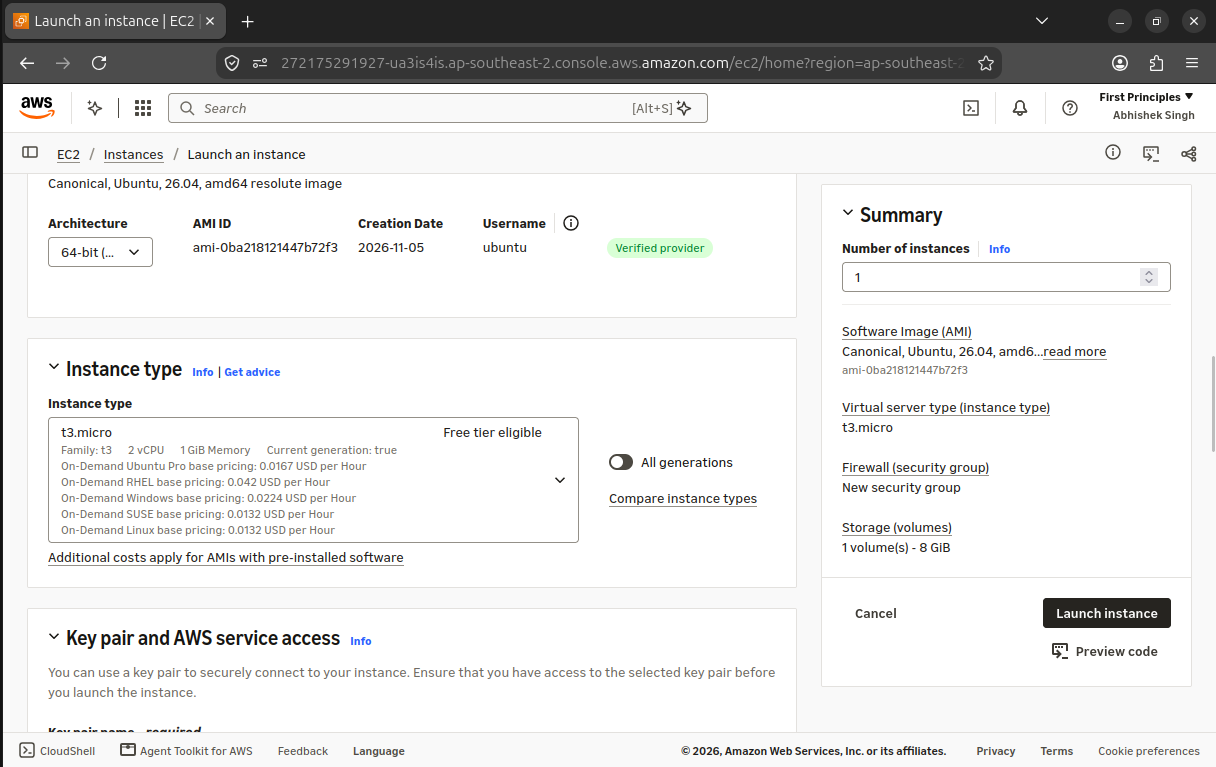 Launch an instance | EC2 |
272175291927-ua3is4is.ap-southeast-2.console.aws.amazon.com/ec2/home?region=ap-southeast-2
aws
Search
[Alt+S]
First Principles
Abhishek Singh
EC2 / Instances / Launch an instance
Canonical, Ubuntu, 26.04, amd64 resolute image
Architecture
AMI ID
Creation Date
Username
64-bit (...
ami-0ba218121447b72f3
2026-11-05
ubuntu
Verified provider
Instance type
Info | Get advice
Instance type
t3.micro
Free tier eligible
Family: t3 2 vCPU 1 GiB Memory Current generation: true
On-Demand Ubuntu Pro base pricing: 0.0167 USD per Hour
On-Demand RHEL base pricing: 0.042 USD per Hour
On-Demand Windows base pricing: 0.0224 USD per Hour
On-Demand SUSE base pricing: 0.0132 USD per Hour
On-Demand Linux base pricing: 0.0132 USD per Hour
All generations
Compare instance types
Additional costs apply for AMIs with pre-installed software
Key pair and AWS service access
Info
You can use a key pair to securely connect to your instance. Ensure that you have access to the selected key pair before
you launch the instance.
Key pair name - required
Summary
Number of instances
Info
1
Software Image (AMI)
Canonical, Ubuntu, 26.04, amd6...read more
ami-0ba218121447b72f3
Virtual server type (instance type)
t3.micro
Firewall (security group)
New security group
Storage (volumes)
1 volume(s) - 8 GiB
Cancel
Launch instance
Preview code
CloudShell
Agent Toolkit for AWS
Feedback
Language
© 2026, Amazon Web Services, Inc. or its affiliates.
Privacy
Terms
Cookie preferences